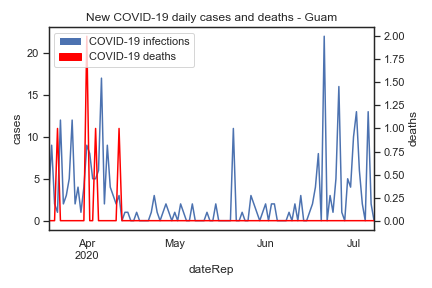 New COVID-19 daily cases and deaths - Guam
COVID-19 infections
COVID-19 deaths
cases
20
15
10
5
0
deaths
2.00
1.75
1.50
1.25
1.00
0.75
0.50
0.25
0.00
Apr
2020
May
Jun
Jul
dateRep